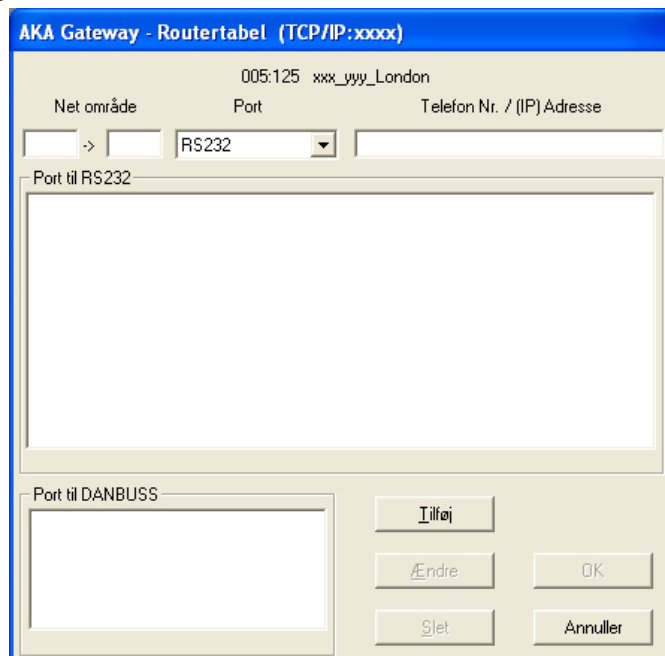 AKA Gateway - Routertabel (TCP/IP:xxxx)
005:125 xxx_yyy_London
Net område Port Telefon Nr. / (IP) Adresse
-> RS232
Port til RS232
Port til DANBUSS
Tilføj
Ændre OK
Slet Annuller